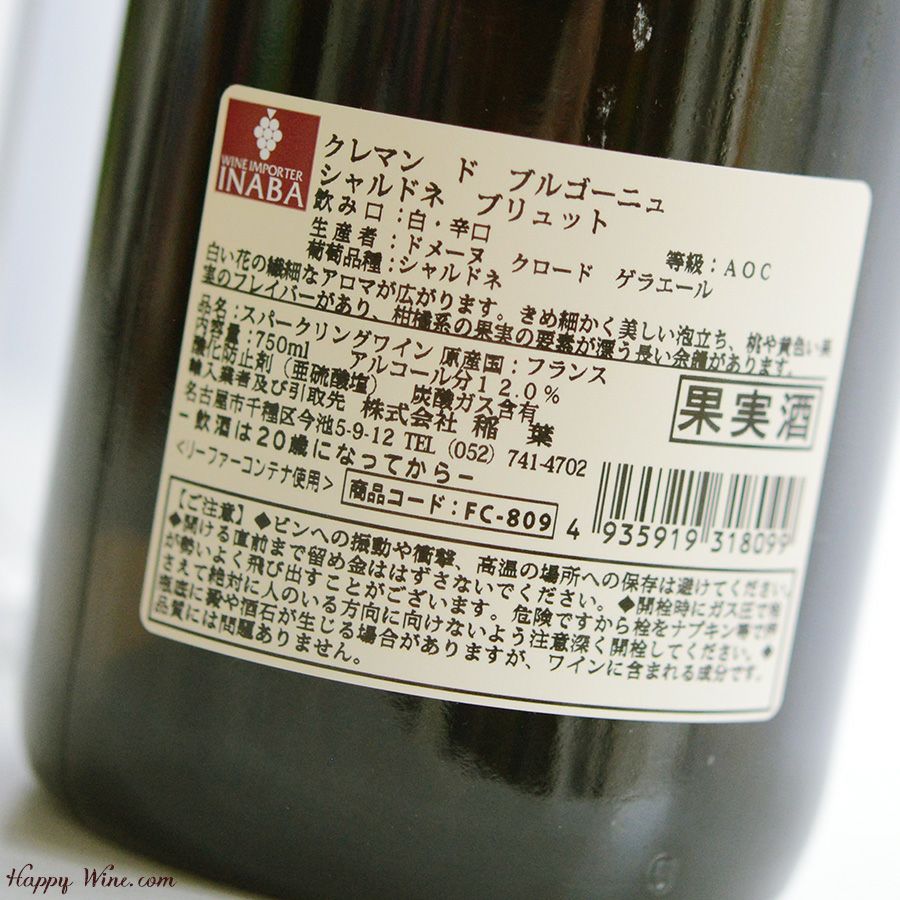 WINE IMPORTER
INABA
クレマン ド ブルゴーニュ
シャルドネ ブリュット
飲み口:白・辛口 等級:AOC
生産者:ドメーヌ クロード ゲラエール
葡萄品種:シャルドネ
白い花の繊細なアロマが広がります。きめ細かく美しい泡立ち、桃や黄色い果
実のフレイバーがあり、柑橘系の果実の要素が漂う長い余韻があります。
品名:スパークリングワイン 原産国:フランス
内容量:750ml アルコール分12.0%
酸化防止剤(亜硫酸塩) 炭酸ガス含有
輸入業者及び引取先 株式会社 稲葉
名古屋市千種区今池5-9-12 TEL (052) 741-4702
果実酒
-飲酒は20歳になってから-
<リーファーコンテナ使用> 商品コード:FC-809
4 935919 318099
【ご注意】◆ビンへの振動や衝撃、高温の場所への保存は避けてください。
◆開ける直前まで留め金ははずさないでください。◆開栓時にガス圧で栓
が勢いよく飛び出すことがございます。危険ですから栓をナプキン等で押
さえて絶対に人のいる方向に向けないよう注意深く開栓してください。◆
瓶底に澱や酒石が生じる場合がありますが、ワインに含まれる成分です。
品質には問題ありません。
Happy Wine.com